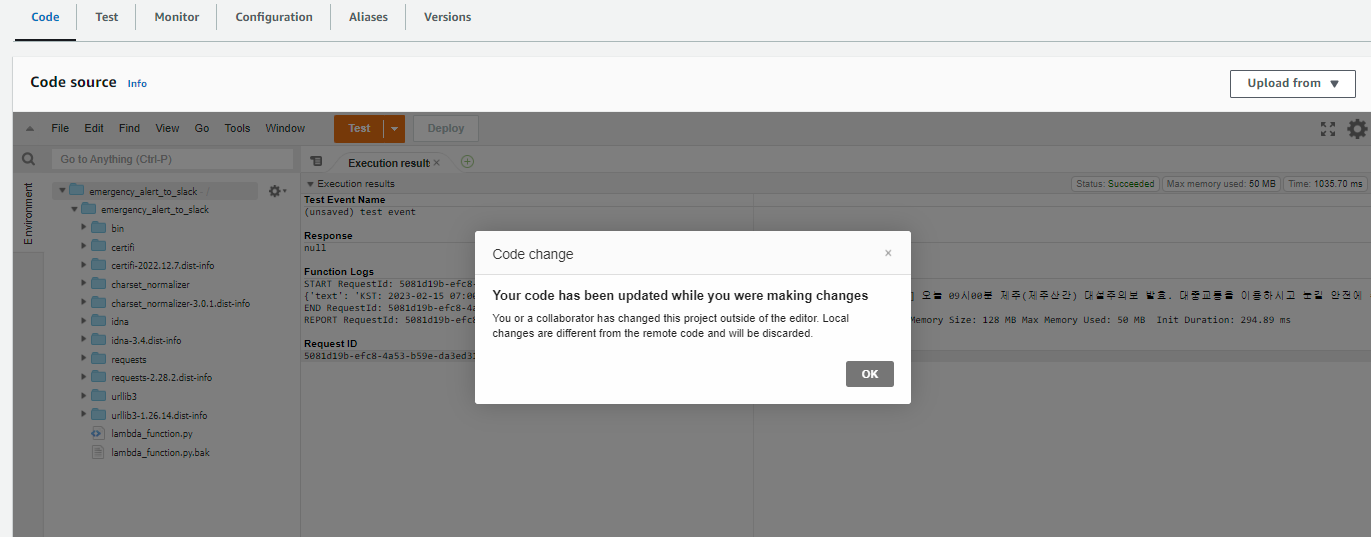 Code
Test
Monitor
Configuration
Aliases
Versions
Code source
Info
Upload from
File
Edit
Find
View
Go
Tools
Window
Test
Deploy
Go to Anything (Ctrl-P)
Environment
emergency_alert_to_slack - /
emergency_alert_to_slack
bin
certifi
certifi-2022.12.7.dist-info
charset_normalizer
charset_normalizer-3.0.1.dist-info
idna
idna-3.4.dist-info
requests
requests-2.28.2.dist-info
urllib3
urllib3-1.26.14.dist-info
lambda_function.py
lambda_function.py.bak
Execution results
Execution results
Status: Succeeded
Max memory used: 50 MB
Time: 1035.70 ms
Test Event Name
(unsaved) test event
Response
null
Function Logs
START RequestId: 5081d19b-efc8-
{'text': 'KST: 2023-02-15 07:00 ] 오늘 09시00분 제주(제주산간) 대설주의보 발효. 대중교통을 이용하시고 눈길 안전에
END RequestId: 5081d19b-efc8-4a
REPORT RequestId: 5081d19b-efc8 Memory Size: 128 MB Max Memory Used: 50 MB Init Duration: 294.89 ms
Request ID
5081d19b-efc8-4a53-b59e-da3ed3
Code change
Your code has been updated while you were making changes
You or a collaborator has changed this project outside of the editor. Local
changes are different from the remote code and will be discarded.
OK